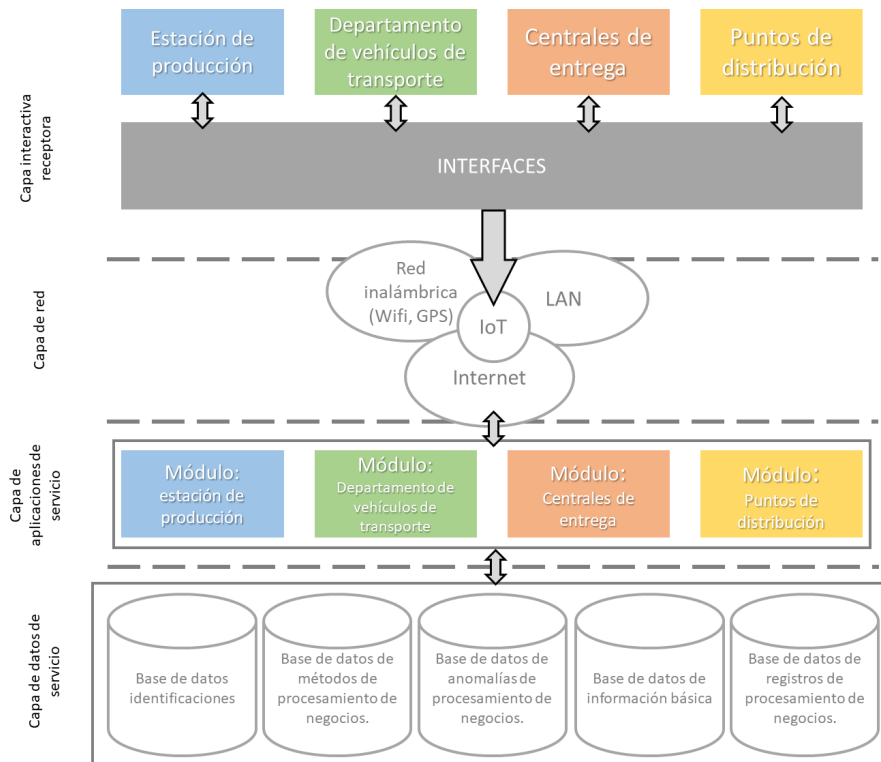 Estación de
producción
Departamento
de vehículos de
transporte
Centrales de
entrega
Puntos de
distribución
Capa interactiva
receptora
INTERFACES
Capa de red
Red
inalámbrica
(Wifi, GPS)
LAN
IoT
Internet
Capa de
aplicaciones de
servicio
Módulo:
estación de
producción
Módulo:
Departamento de
vehículos de
transporte
Módulo:
Centrales de
entrega
Módulo:
Puntos de
distribución
Capa de datos de
servicio
Base de datos
identificaciones
Base de datos de
métodos de
procesamiento de
negocios.
Base de datos de
anomalías de
procesamiento de
negocios.
Base de datos de
información básica
Base de datos de
registros de
procesamiento de
negocios.